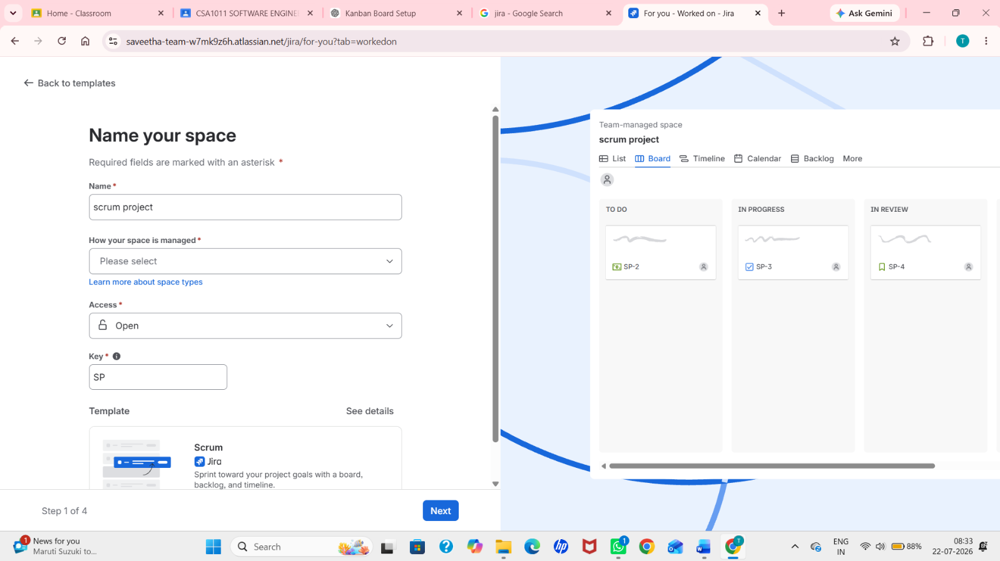 Home - Classroom
CSA1011 SOFTWARE ENGINE
Kanban Board Setup
jira - Google Search
For you - Worked on - Jira
Ask Gemini
saveetha-team-w7mk9z6h.atlassian.net/jira/for-you?tab=workedon
T
Back to templates
Name your space
Required fields are marked with an asterisk *
Name *
scrum project
How your space is managed *
Please select
Learn more about space types
Access *
Open
Key *
SP
Template
See details
Scrum
Jira
Sprint toward your project goals with a board,
backlog, and timeline.
Step 1 of 4
Next
Team-managed space
scrum project
List
Board
Timeline
Calendar
Backlog
More
TO DO
IN PROGRESS
IN REVIEW
SP-2
SP-3
SP-4
1
News for you
Maruti Suzuki to...
Search
hp
1
T
ENG
IN
88%
08:33
22-07-2026